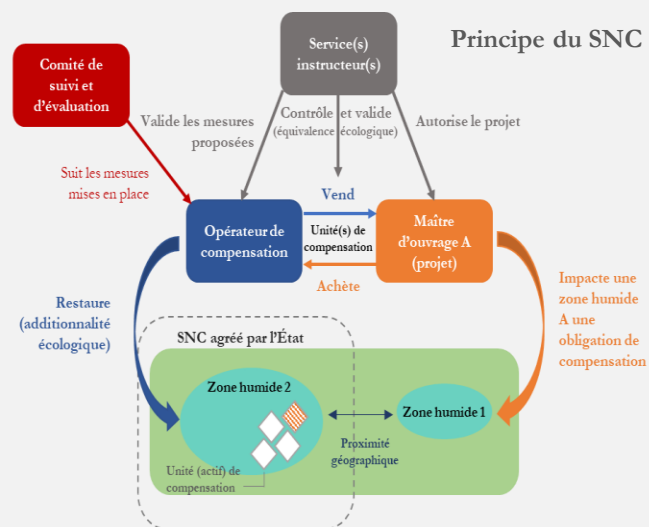 Principe du SNC
Service(s)
instructeur(s)
Comité de
suivi et
d'évaluation
Valide les mesures
proposées
Contrôle et valide
(équivalence
écologique)
Autorise le projet
Suit les mesures
mises en place
Vend
Opérateur de
compensation
Unité(s) de
compensation
Maître
d'ouvrage A
(projet)
Achète
Restaure
(additionnalité
écologique)
Impacte une
zone humide
A une
obligation de
compensation
SNC agréé par l'État
Zone humide 2
Zone humide 1
Proximité
géographique
Unité (actif) de
compensation